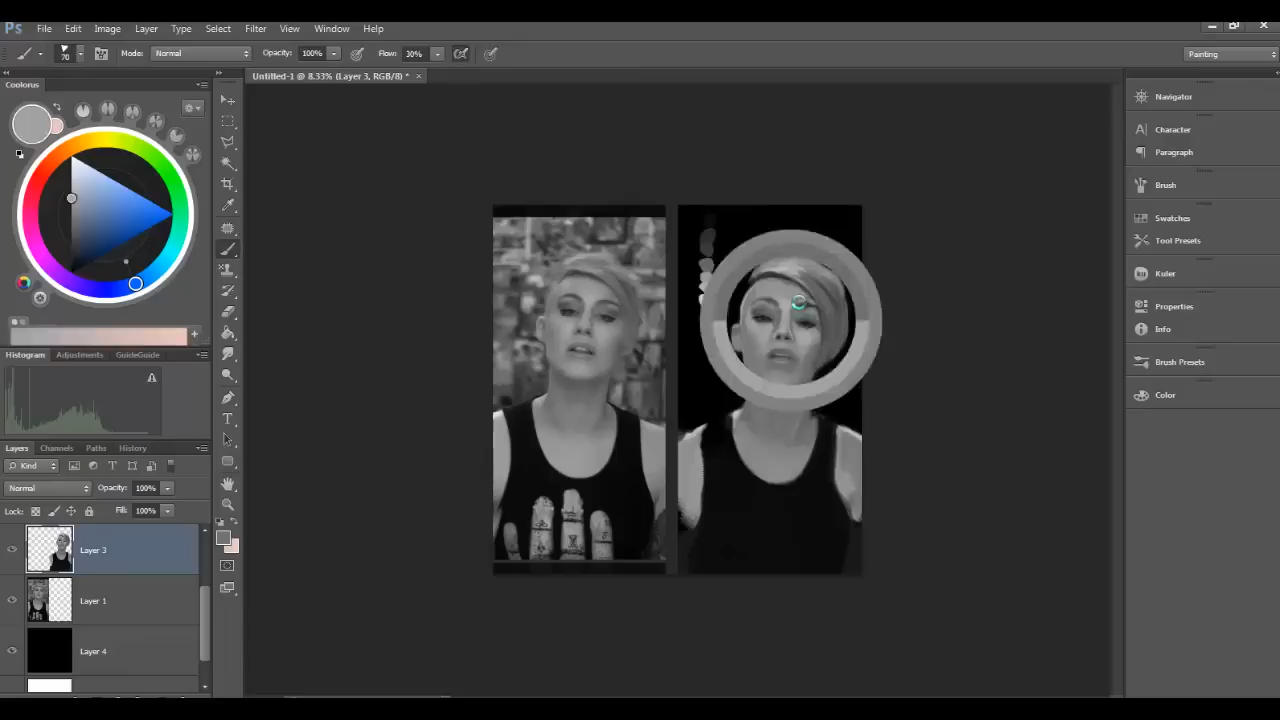 Ps File Edit Image Layer Type Select Filter View Window Help
70 Mode: Normal Opacity: 100% Flow: 30% Painting
Coolorus
Untitled-1 @ 8.33% (Layer 3, RGB/8) *
Navigator
Character
Paragraph
Brush
Swatches
Tool Presets
Kuler
Properties
Info
Brush Presets
Color
Histogram Adjustments GuideGuide
Layers Channels Paths History
Kind
Normal Opacity: 100%
Lock: Fill: 100%
Layer 3
Layer 1
Layer 4